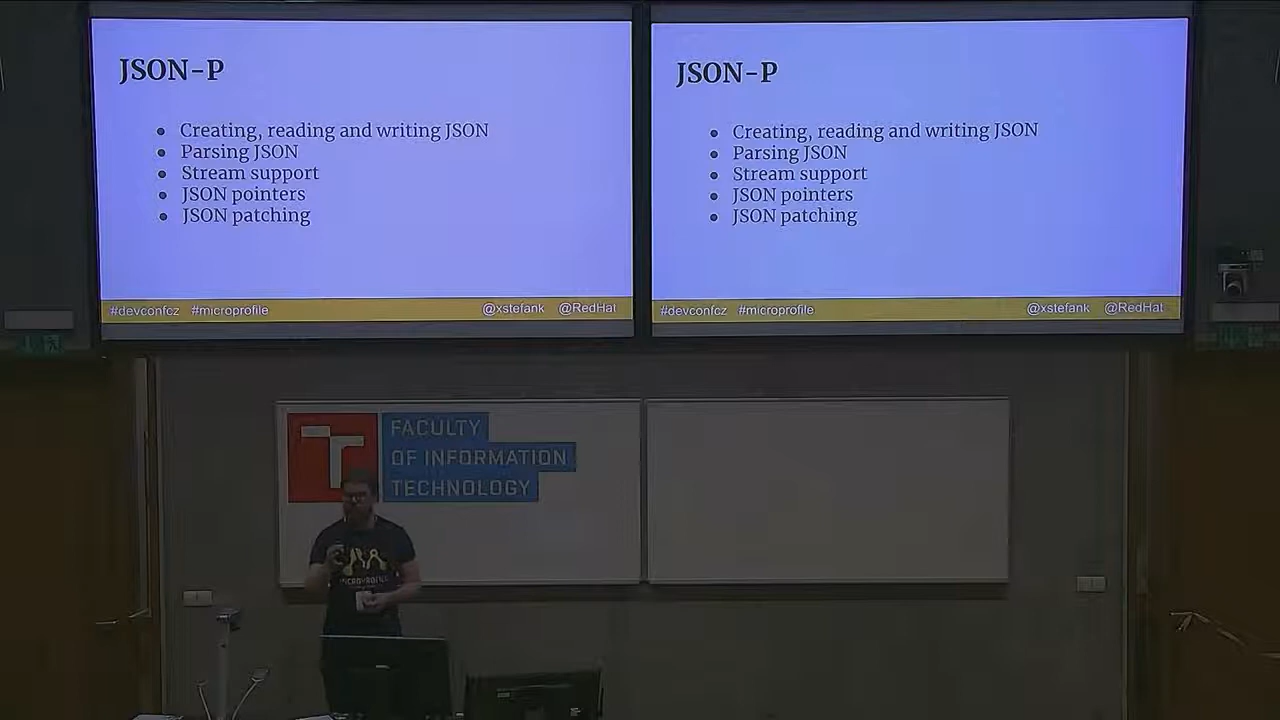 JSON-P
• Creating, reading and writing JSON
• Parsing JSON
• Stream support
• JSON pointers
• JSON patching
#devconfcz #microprofile @xstefank @RedHat
JSON-P
• Creating, reading and writing JSON
• Parsing JSON
• Stream support
• JSON pointers
• JSON patching
#devconfcz #microprofile @xstefank @RedHat
FACULTY
OF INFORMATION
TECHNOLOGY
MICROPROFILE